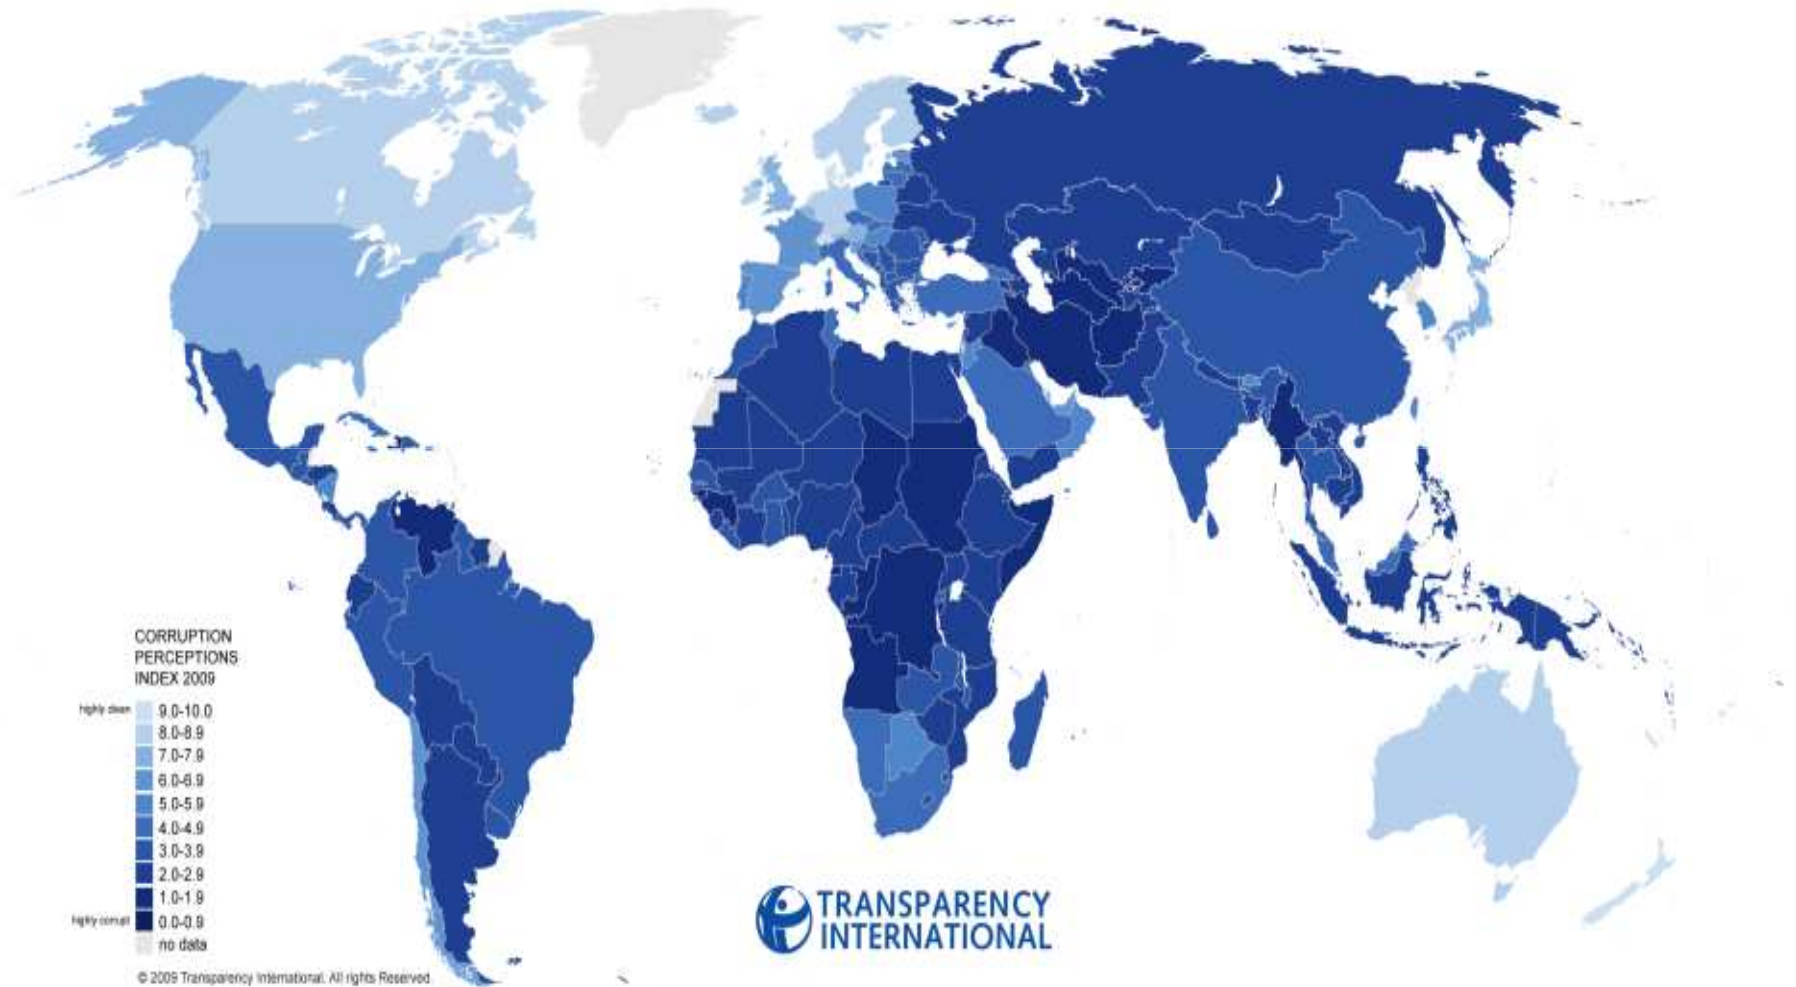 CORRUPTION
PERCEPTIONS
INDEX 2009
highly clean 9.0-10.0
8.0-8.9
7.0-7.9
6.0-6.9
5.0-5.9
4.0-4.9
3.0-3.9
2.0-2.9
1.0-1.9
highly corrupt 0.0-0.9
no data
© 2009 Transparency International. All rights Reserved
TRANSPARENCY
INTERNATIONAL